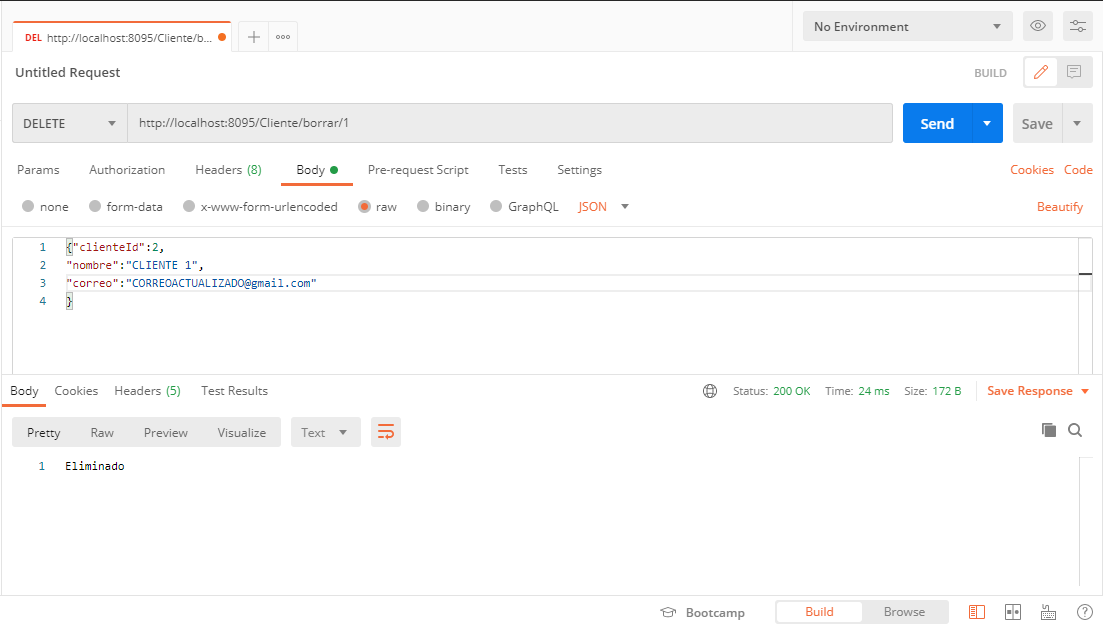 DEL http://localhost:8095/Cliente/b...
No Environment
Untitled Request
BUILD
DELETE
http://localhost:8095/Cliente/borrar/1
Send
Save
Params Authorization Headers (8) Body Pre-request Script Tests Settings Cookies Code
none form-data x-www-form-urlencoded raw binary GraphQL JSON Beautify
1 {"clienteId":2,
2 "nombre":"CLIENTE 1",
3 "correo":"CORREOACTUALIZADO@gmail.com"
4 }
Body Cookies Headers (5) Test Results Status: 200 OK Time: 24 ms Size: 172 B Save Response
Pretty Raw Preview Visualize Text
1 Eliminado
Bootcamp Build Browse